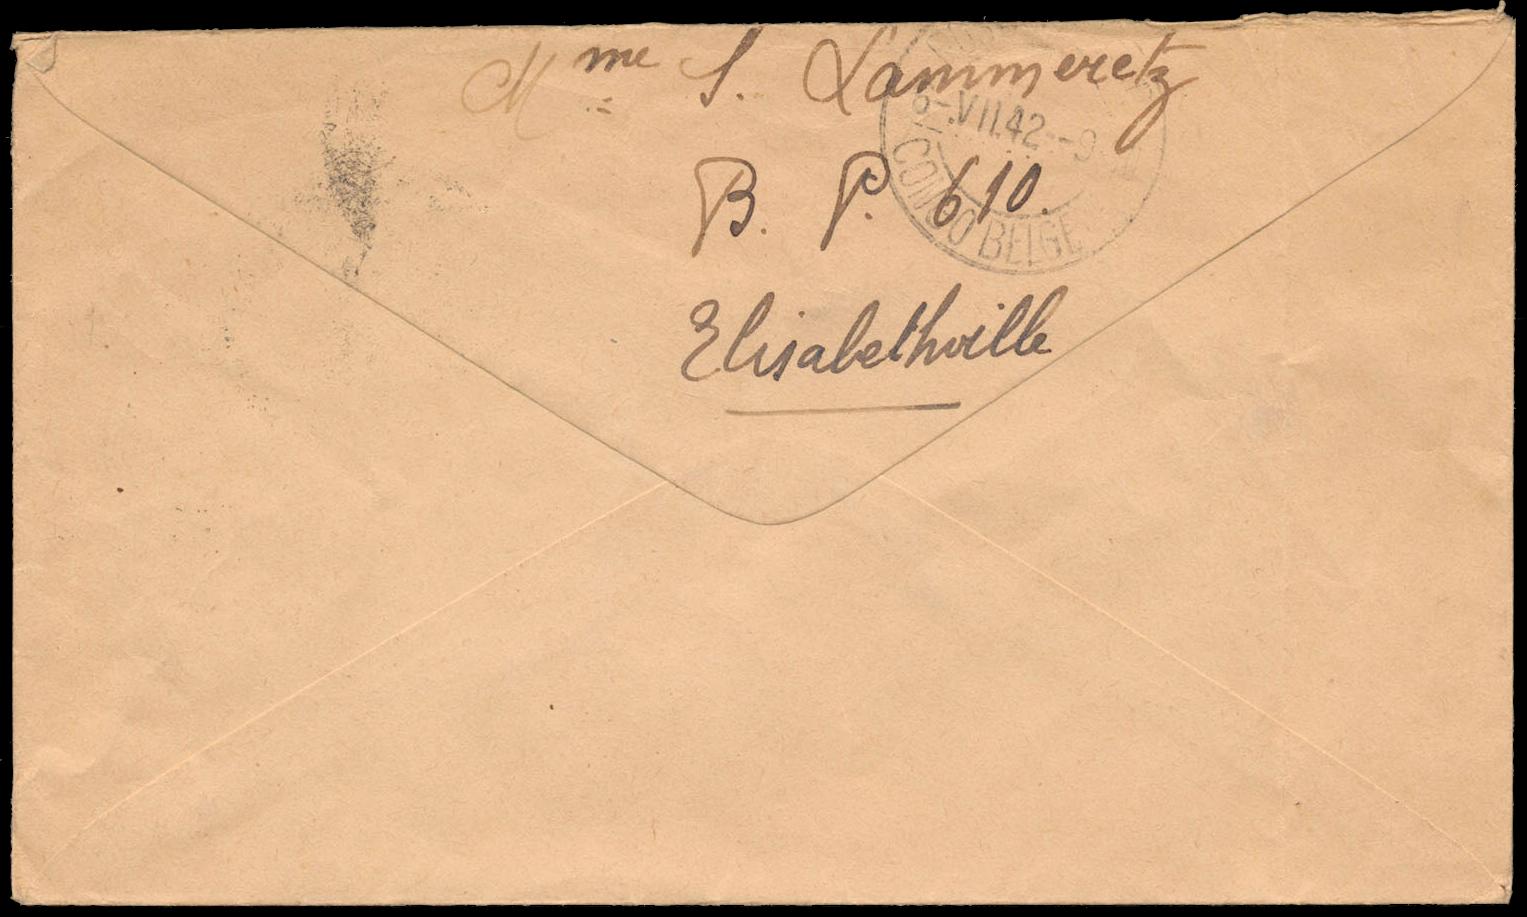 Mme S. Lammeretz
B. P. 610.
Elisabethville
VII.42
CONGO BELGE